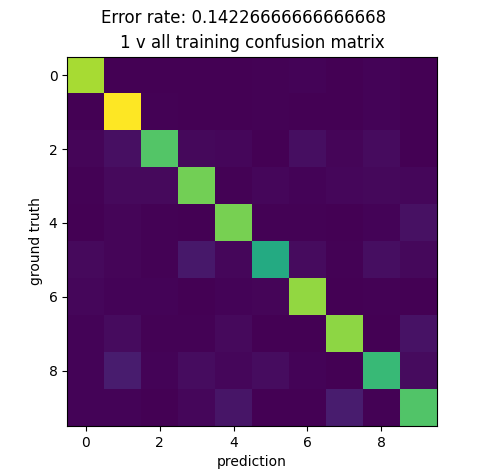 Error rate: 0.14226666666666668
1 v all training confusion matrix
0
2
4
6
8
ground truth
0 2 4 6 8
prediction